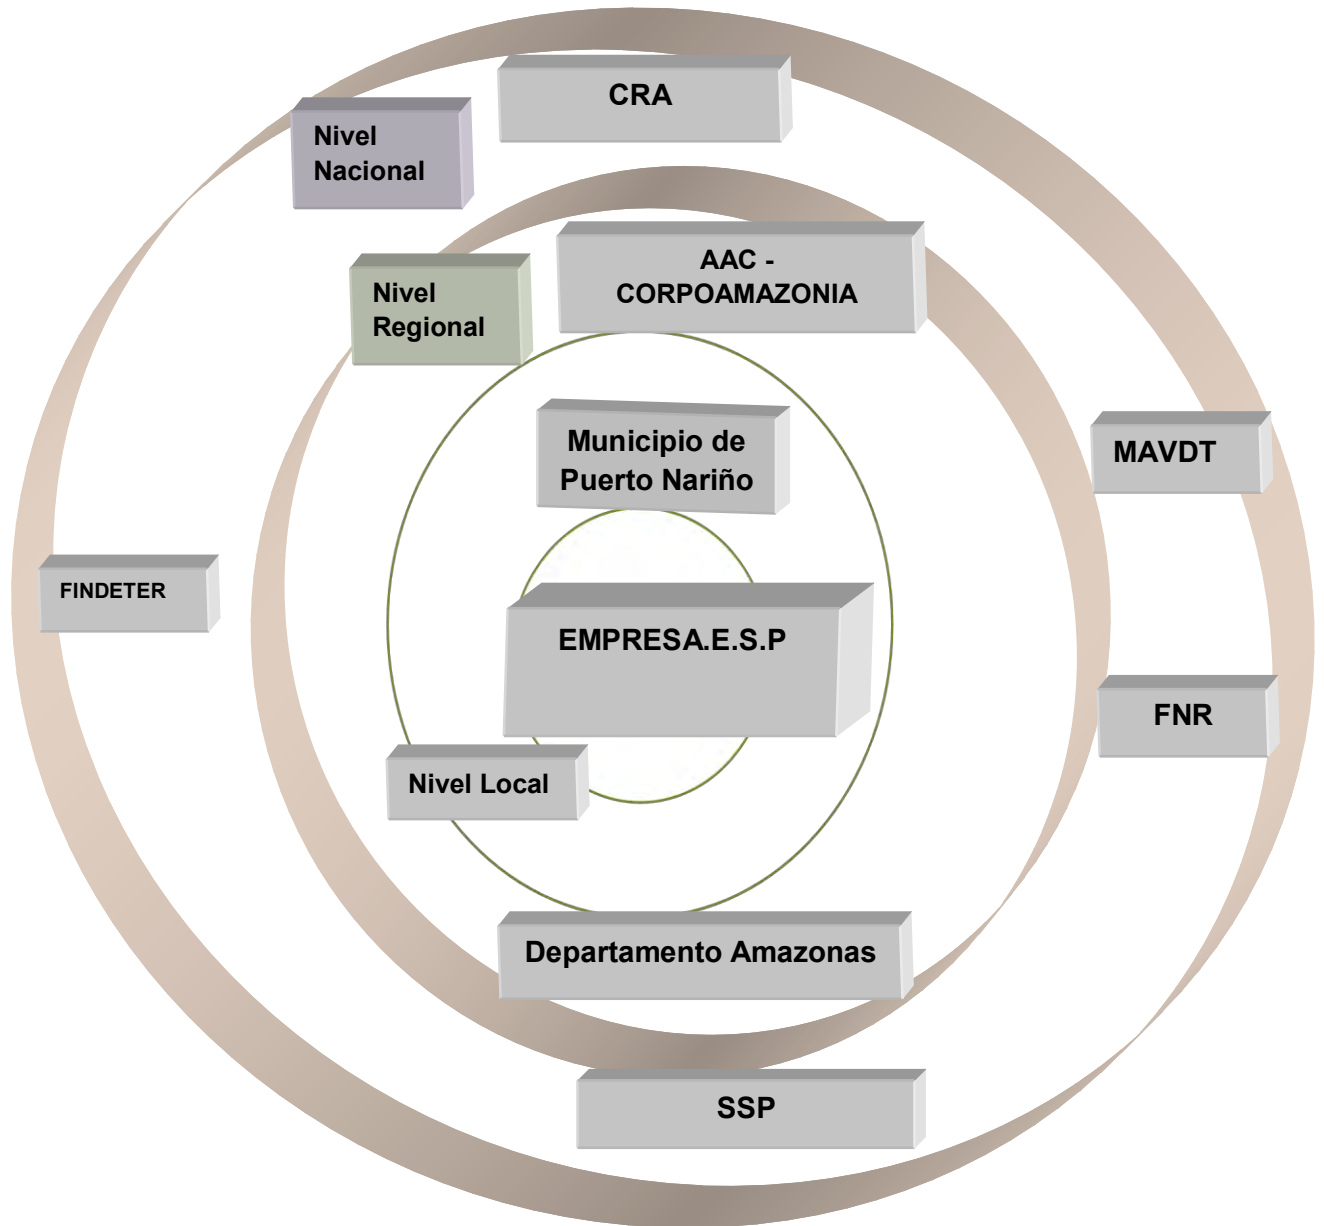 CRA
Nivel
Nacional
AAC -
CORPOAMAZONIA
Nivel
Regional
Municipio de
Puerto Nariño
MAVDT
FINDETER
EMPRESA.E.S.P
FNR
Nivel Local
Departamento Amazonas
SSP